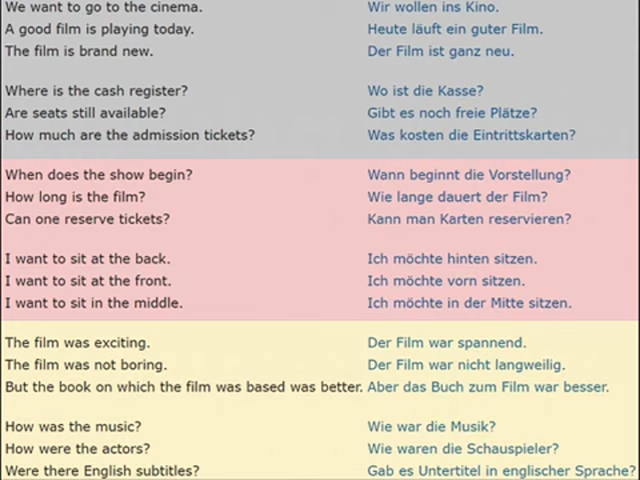 We want to go to the cinema. Wir wollen ins Kino.
A good film is playing today. Heute läuft ein guter Film.
The film is brand new. Der Film ist ganz neu.
Where is the cash register? Wo ist die Kasse?
Are seats still available? Gibt es noch freie Plätze?
How much are the admission tickets? Was kosten die Eintrittskarten?
When does the show begin? Wann beginnt die Vorstellung?
How long is the film? Wie lange dauert der Film?
Can one reserve tickets? Kann man Karten reservieren?
I want to sit at the back. Ich möchte hinten sitzen.
I want to sit at the front. Ich möchte vorn sitzen.
I want to sit in the middle. Ich möchte in der Mitte sitzen.
The film was exciting. Der Film war spannend.
The film was not boring. Der Film war nicht langweilig.
But the book on which the film was based was better. Aber das Buch zum Film war besser.
How was the music? Wie war die Musik?
How were the actors? Wie waren die Schauspieler?
Were there English subtitles? Gab es Untertitel in englischer Sprache?